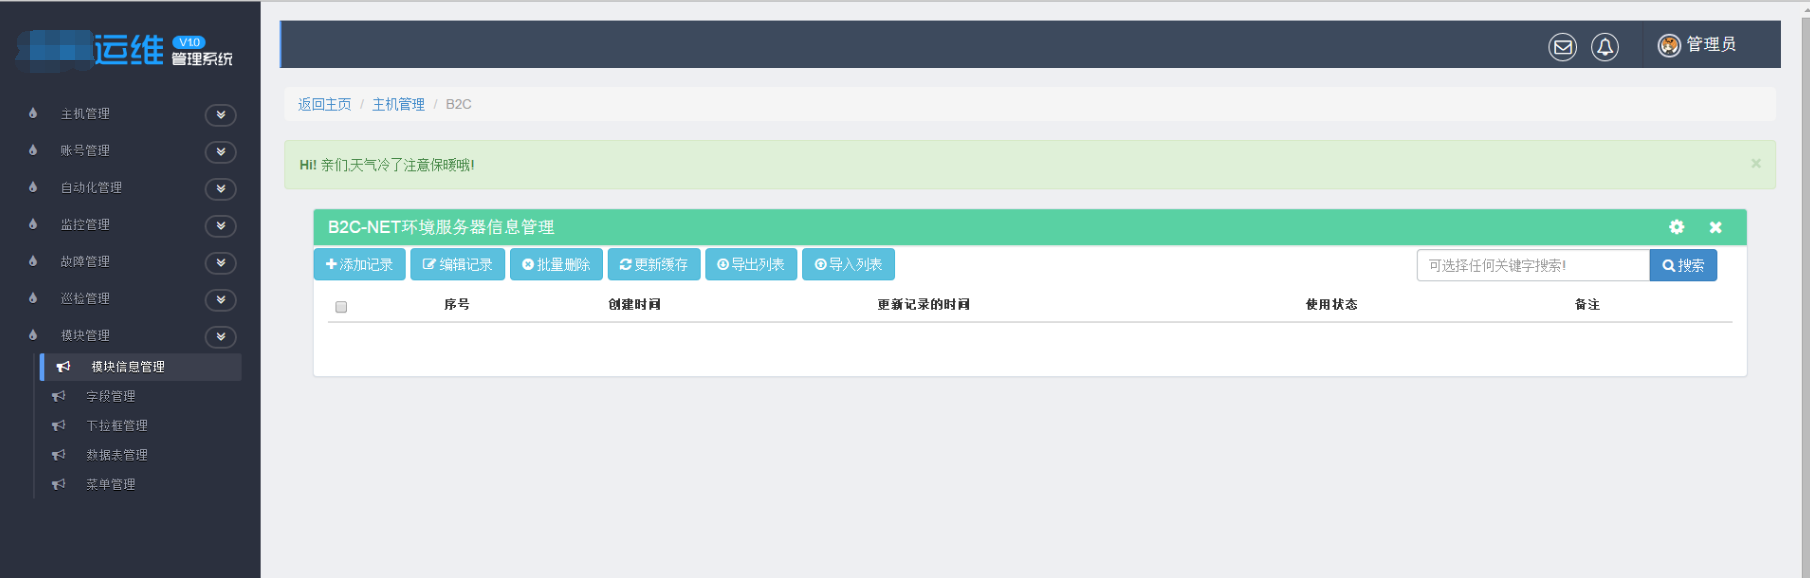 运维 V1.0
管理系统
管理员
主机管理
账号管理
自动化管理
监控管理
故障管理
巡检管理
模块管理
模块信息管理
字段管理
下拉框管理
数据表管理
菜单管理
返回主页 / 主机管理 / B2C
Hi! 亲们,天气冷了注意保暖哦!
×
B2C-NET环境服务器信息管理
添加记录 编辑记录 批量删除 更新缓存 导出列表 导入列表
可选择任何关键字搜索! 搜索
序号 创建时间 更新记录的时间 使用状态 备注